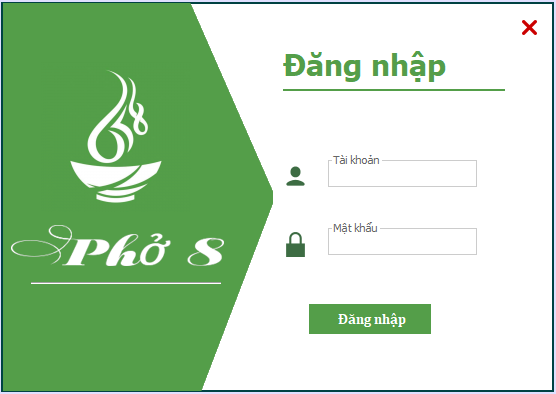 Đăng nhập
Tài khoản
Mật khẩu
Phở 8
Đăng nhập